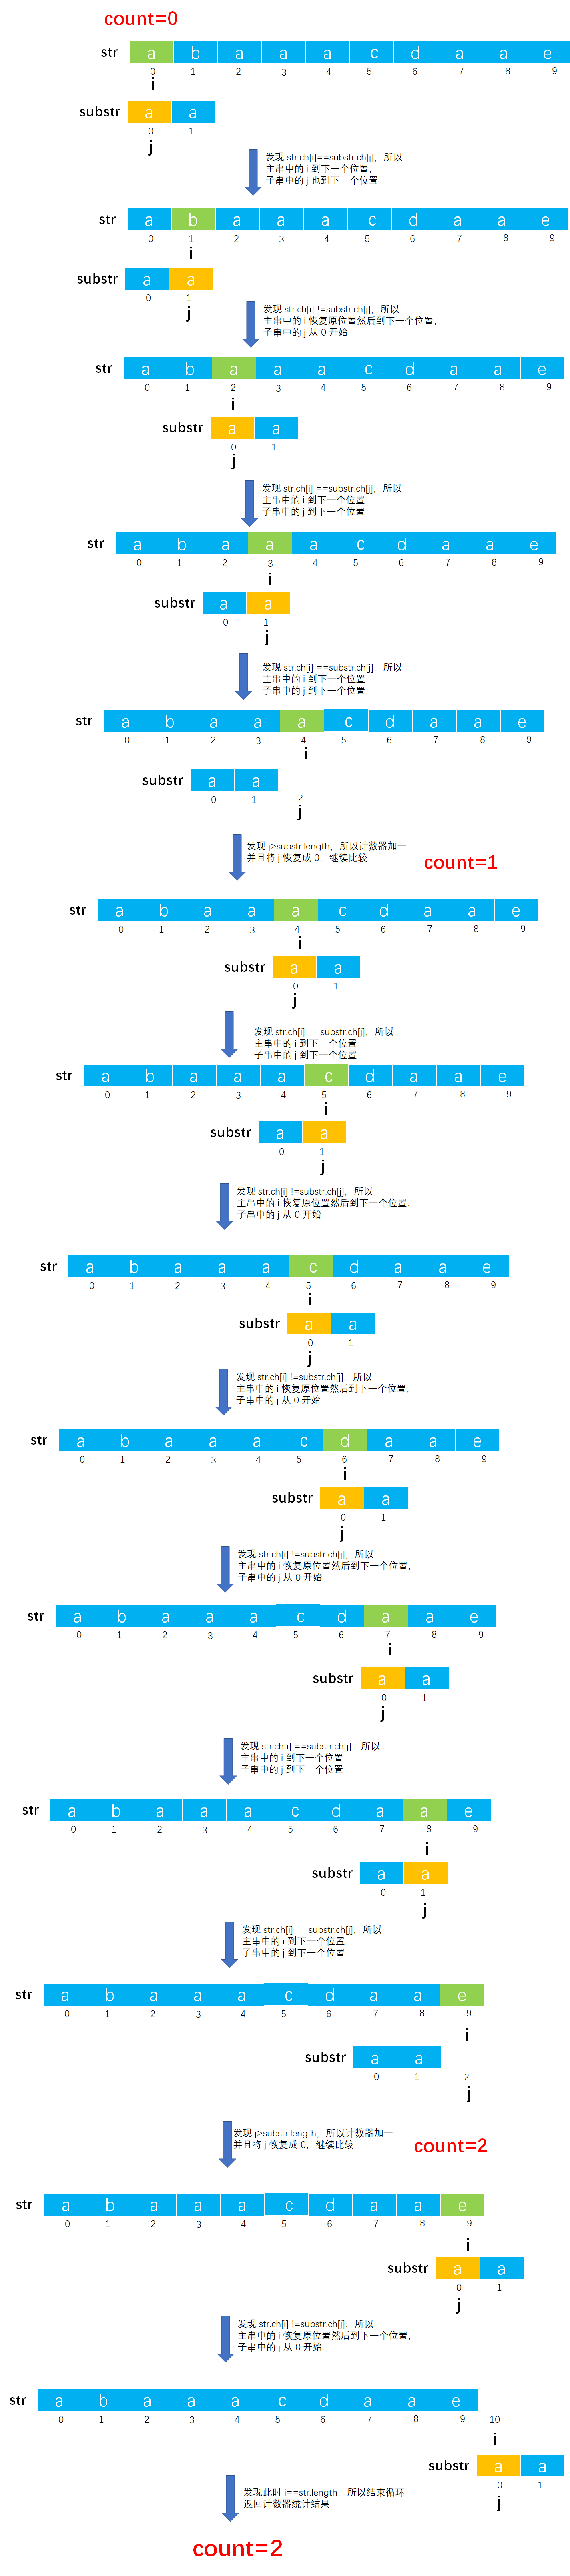 count=0
str a b a a a c d a a e
0 1 2 3 4 5 6 7 8 9
i
substr a a
0 1
j
发现 str.ch[i]==substr.ch[j]，所以
主串中的 i 到下一个位置，
子串中的 j 也到下一个位置
str a b a a a c d a a e
0 1 2 3 4 5 6 7 8 9
i
substr a a
0 1
j
发现 str.ch[i] !=substr.ch[j]，所以
主串中的 i 恢复原位置然后到下一个位置，
子串中的 j 从 0 开始
str a b a a a c d a a e
0 1 2 3 4 5 6 7 8 9
i
substr a a
0 1
j
发现 str.ch[i] ==substr.ch[j]，所以
主串中的 i 到下一个位置
子串中的 j 到下一个位置
str a b a a a c d a a e
0 1 2 3 4 5 6 7 8 9
i
substr a a
0 1
j
发现 str.ch[i] ==substr.ch[j]，所以
主串中的 i 到下一个位置
子串中的 j 到下一个位置
str a b a a a c d a a e
0 1 2 3 4 5 6 7 8 9
i
substr a a
0 1 2
j
发现 j>substr.length，所以计数器加一
并且将 j 恢复成 0，继续比较
count=1
str a b a a a c d a a e
0 1 2 3 4 5 6 7 8 9
i
substr a a
0 1
j
发现 str.ch[i] ==substr.ch[j]，所以
主串中的 i 到下一个位置
子串中的 j 到下一个位置
str a b a a a c d a a e
0 1 2 3 4 5 6 7 8 9
i
substr a a
0 1
j
发现 str.ch[i] !=substr.ch[j]，所以
主串中的 i 恢复原位置然后到下一个位置，
子串中的 j 从 0 开始
str a b a a a c d a a e
0 1 2 3 4 5 6 7 8 9
i
substr a a
0 1
j
发现 str.ch[i] !=substr.ch[j]，所以
主串中的 i 恢复原位置然后到下一个位置，
子串中的 j 从 0 开始
str a b a a a c d a a e
0 1 2 3 4 5 6 7 8 9
i
substr a a
0 1
j
发现 str.ch[i] !=substr.ch[j]，所以
主串中的 i 恢复原位置然后到下一个位置，
子串中的 j 从 0 开始
str a b a a a c d a a e
0 1 2 3 4 5 6 7 8 9
i
substr a a
0 1
j
发现 str.ch[i] ==substr.ch[j]，所以
主串中的 i 到下一个位置
子串中的 j 到下一个位置
str a b a a a c d a a e
0 1 2 3 4 5 6 7 8 9
i
substr a a
0 1
j
发现 str.ch[i] ==substr.ch[j]，所以
主串中的 i 到下一个位置
子串中的 j 到下一个位置
str a b a a a c d a a e
0 1 2 3 4 5 6 7 8 9
i
substr a a
0 1 2
j
发现 j>substr.length，所以计数器加一
并且将 j 恢复成 0，继续比较
count=2
str a b a a a c d a a e
0 1 2 3 4 5 6 7 8 9
i
substr a a
0 1
j
发现 str.ch[i] !=substr.ch[j]，所以
主串中的 i 恢复原位置然后到下一个位置，
子串中的 j 从 0 开始
str a b a a a c d a a e
0 1 2 3 4 5 6 7 8 9 10
i
substr a a
0 1
j
发现此时 i==str.length，所以结束循环
返回计数器统计结果
count=2